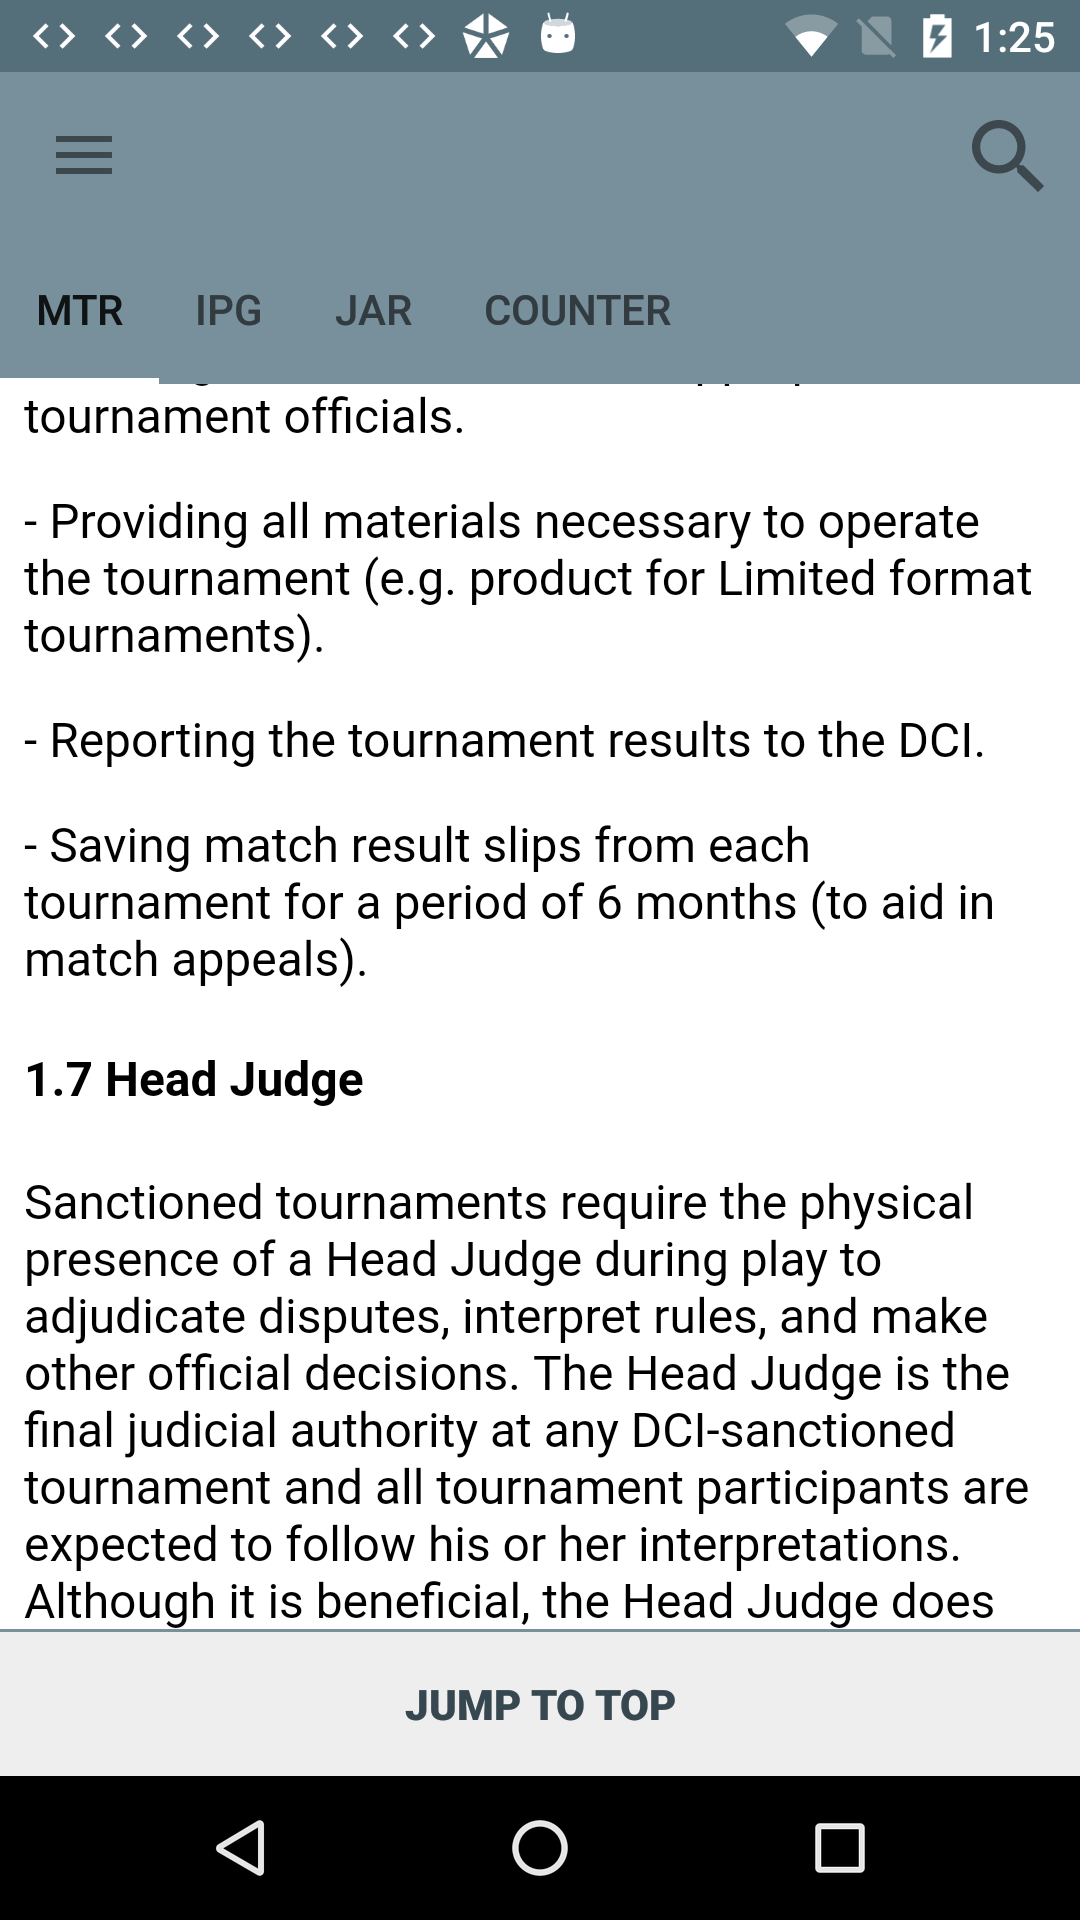 1:25
MTR IPG JAR COUNTER
tournament officials.
- Providing all materials necessary to operate
the tournament (e.g. product for Limited format
tournaments).
- Reporting the tournament results to the DCI.
- Saving match result slips from each
tournament for a period of 6 months (to aid in
match appeals).
1.7 Head Judge
Sanctioned tournaments require the physical
presence of a Head Judge during play to
adjudicate disputes, interpret rules, and make
other official decisions. The Head Judge is the
final judicial authority at any DCI-sanctioned
tournament and all tournament participants are
expected to follow his or her interpretations.
Although it is beneficial, the Head Judge does
JUMP TO TOP